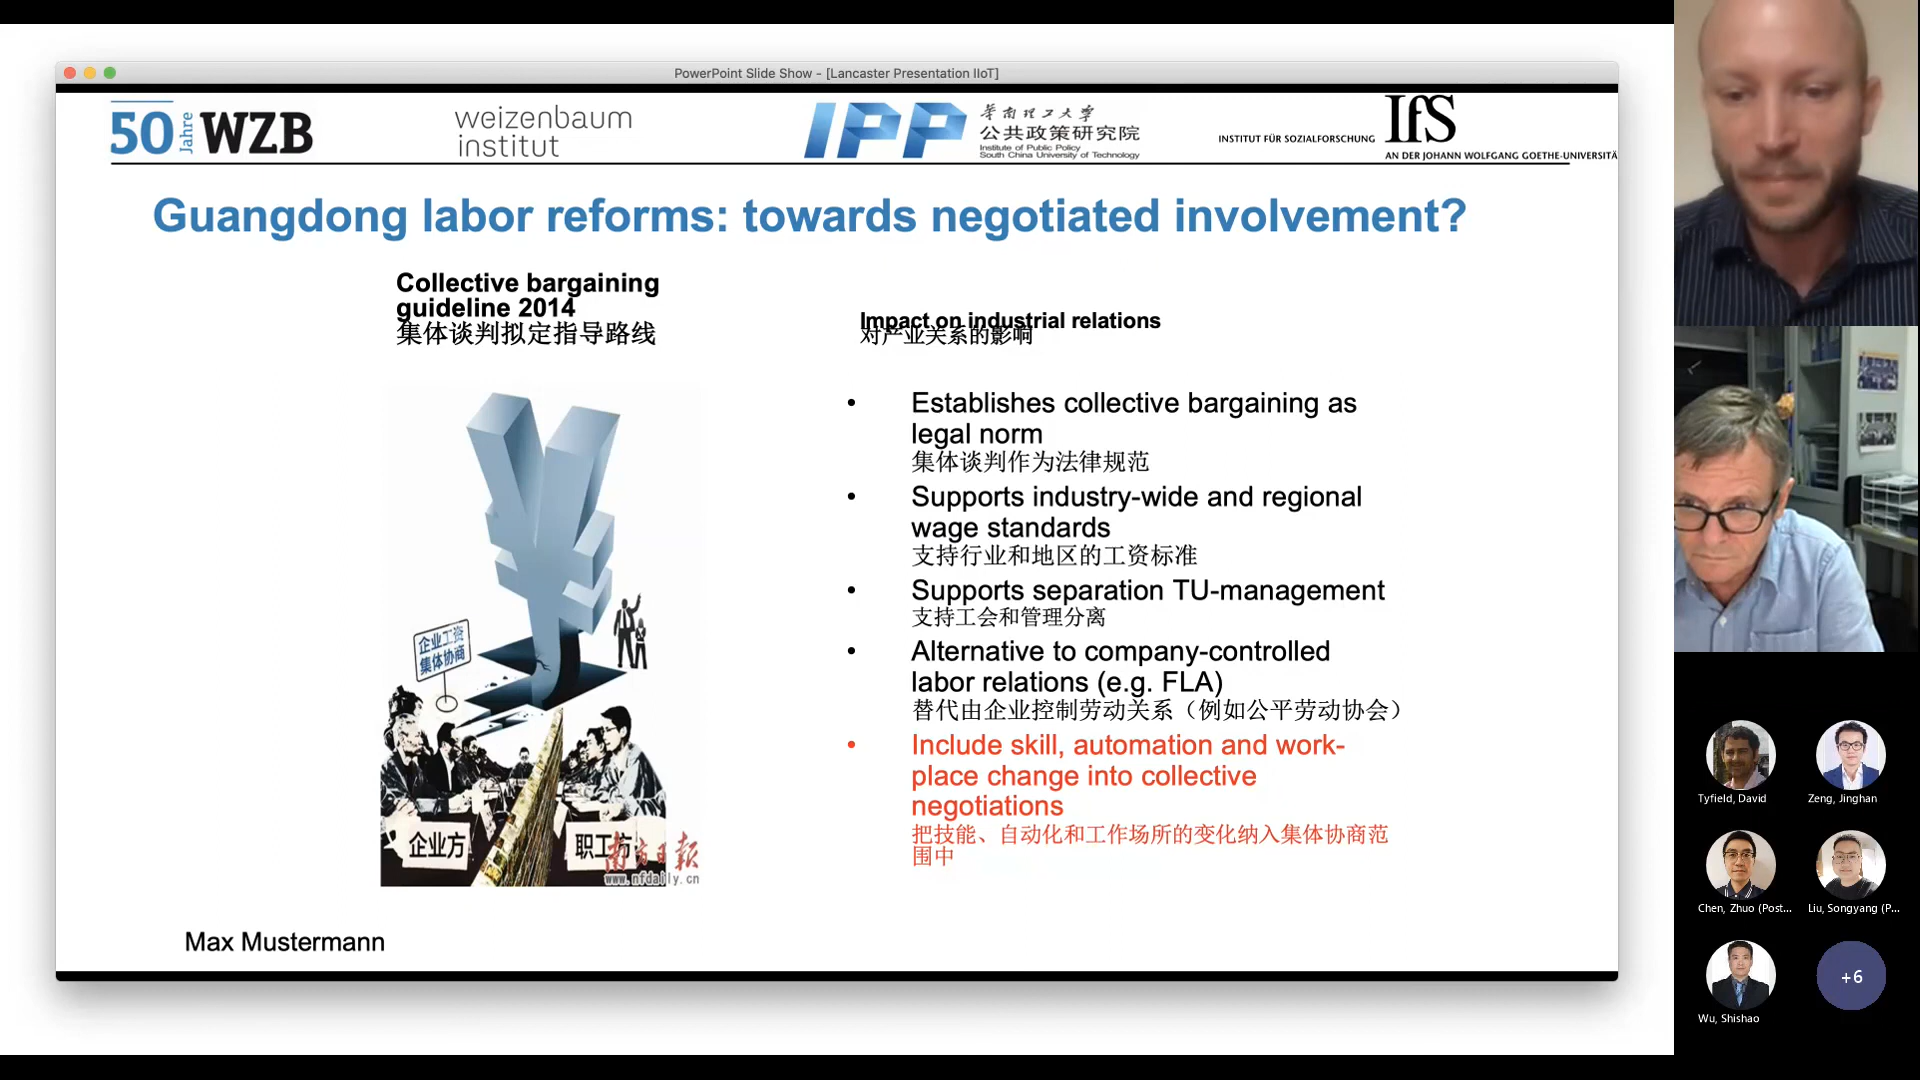 PowerPoint Slide Show - [Lancaster Presentation IIoT]
50 Jahre WZB
weizenbaum
institut
IPP
华南理工大学
公共政策研究院
Institute of Public Policy
South China University of Technology
INSTITUT FÜR SOZIALFORSCHUNG
IfS
AN DER JOHANN WOLFGANG GOETHE-UNIVERSITÄ
Guangdong labor reforms: towards negotiated involvement?
Collective bargaining
guideline 2014
集体谈判拟定指导路线
Impact on industrial relations
对产业关系的影响
• Establishes collective bargaining as
legal norm
集体谈判作为法律规范
• Supports industry-wide and regional
wage standards
支持行业和地区的工资标准
• Supports separation TU-management
支持工会和管理分离
• Alternative to company-controlled
labor relations (e.g. FLA)
替代由企业控制劳动关系（例如公平劳动协会）
• Include skill, automation and work-
place change into collective
negotiations
把技能、自动化和工作场所的变化纳入集体协商范
围中
企业工资
集体协商
企业方
职工方
南方日报
www.nfdaily.cn
Max Mustermann
Tyfield, David
Zeng, Jinghan
Chen, Zhuo (Post...
Liu, Songyang (P...
Wu, Shishao
+6